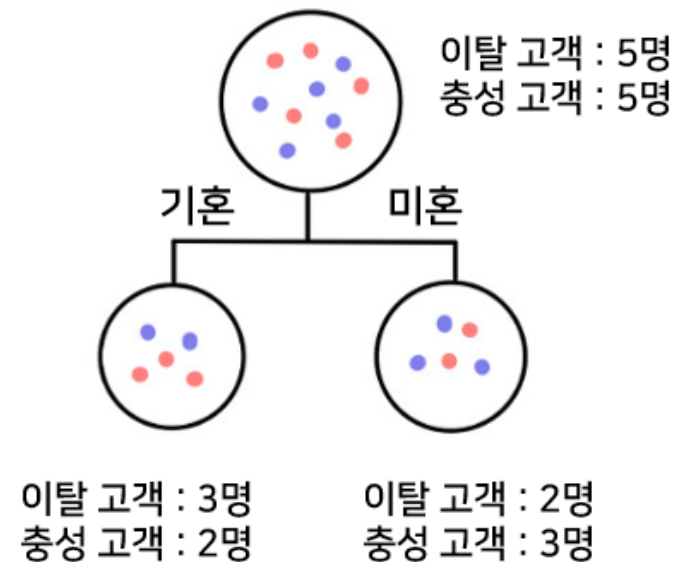 이탈 고객 : 5명
충성 고객 : 5명
기혼
미혼
이탈 고객 : 3명
충성 고객 : 2명
이탈 고객 : 2명
충성 고객 : 3명